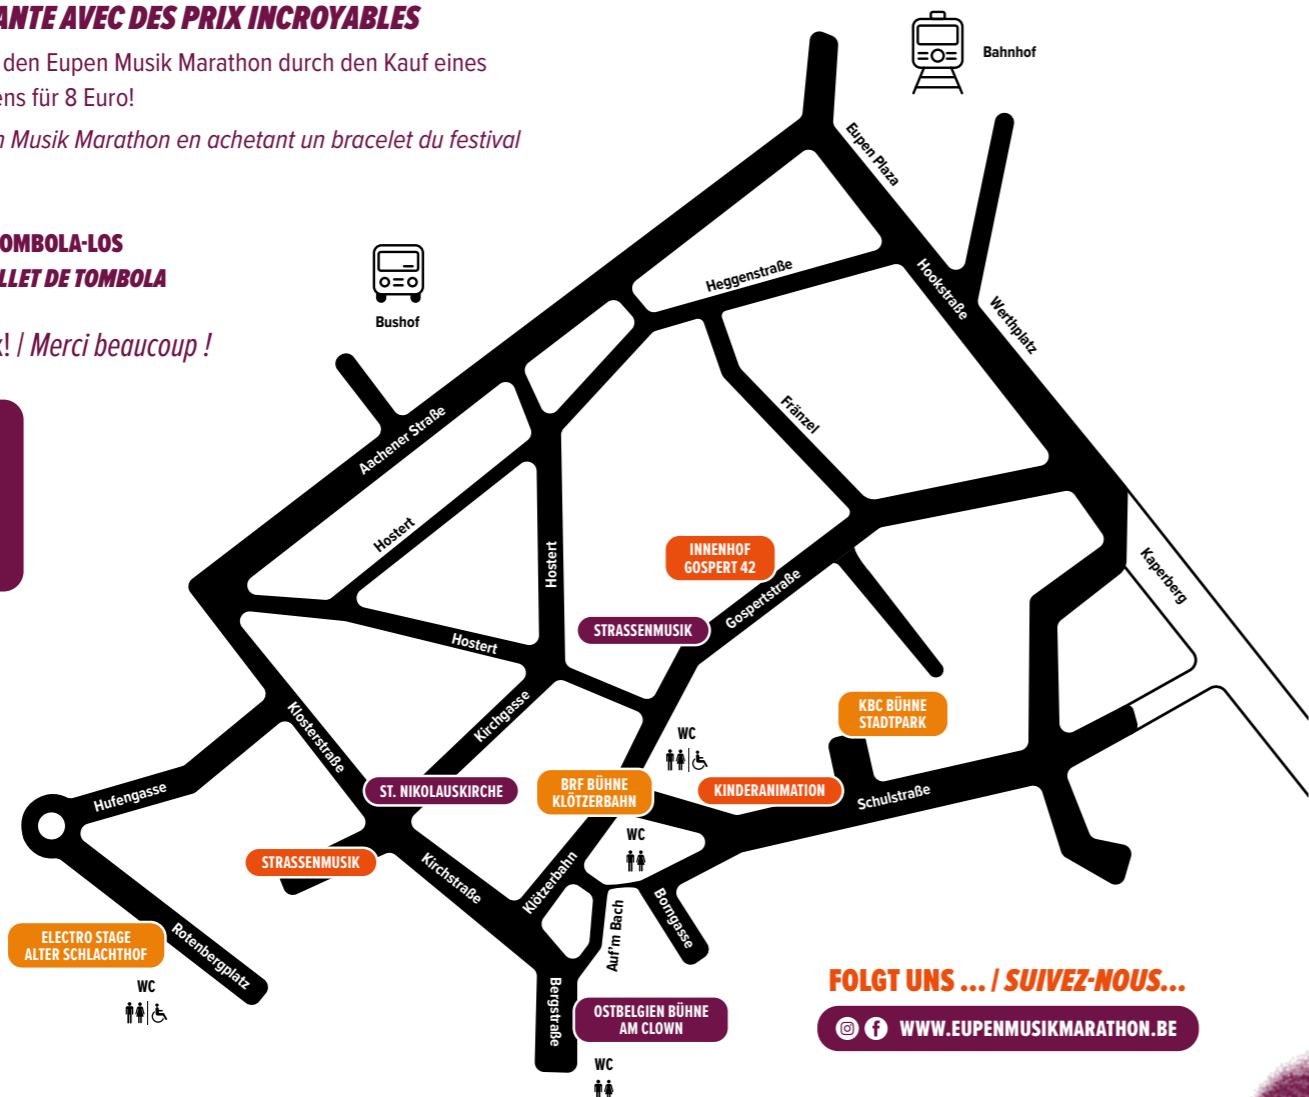 ANTE AVEC DES PRIX INCROYABLES
den Eupen Musik Marathon durch den Kauf eines
ens für 8 Euro!
n Musik Marathon en achetant un bracelet du festival
OMBOLA-LOS
LLET DE TOMBOLA
! / Merci beaucoup !
Bahnhof
Bushof
Eupen Plaza
Heggenstraße
Hookstraße
Werthplatz
Aachener Straße
Fränzel
Hostert
Hostert
Hostert
INNENHOF
GOSPERT 42
Gospertstraße
Kaperberg
STRASSENMUSIK
Klosterstraße
Kirchgasse
KBC BÜHNE
STADTPARK
WC
Hufengasse
ST. NIKOLAUSKIRCHE
BRF BÜHNE
KLÖTZERBAHN
KINDERANIMATION
Schulstraße
WC
STRASSENMUSIK
Kirchstraße
Klötzerbahn
Auf'm Bach
Borngasse
ELECTRO STAGE
ALTER SCHLACHTHOF
Rotenbergplatz
WC
Bergstraße
OSTBELGIEN BÜHNE
AM CLOWN
WC
FOLGT UNS ... / SUIVEZ-NOUS...
WWW.EUPENMUSIKMARATHON.BE